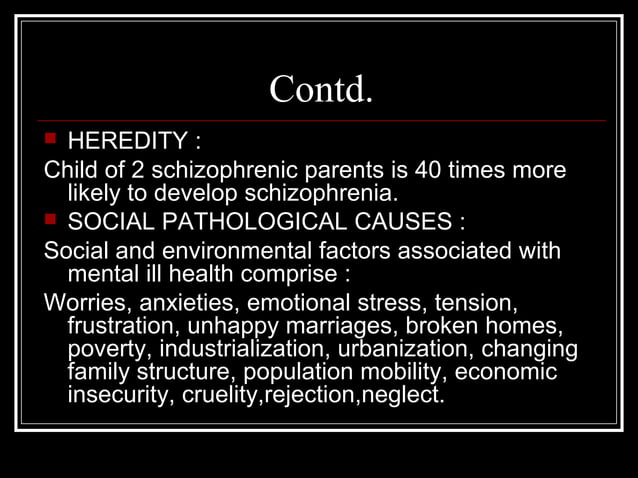 Contd.
HEREDITY :
Child of 2 schizophrenic parents is 40 times more
likely to develop schizophrenia.
SOCIAL PATHOLOGICAL CAUSES :
Social and environmental factors associated with
mental ill health comprise :
Worries, anxieties, emotional stress, tension,
frustration, unhappy marriages, broken homes,
poverty, industrialization, urbanization, changing
family structure, population mobility, economic
insecurity, cruelity,rejection,neglect.